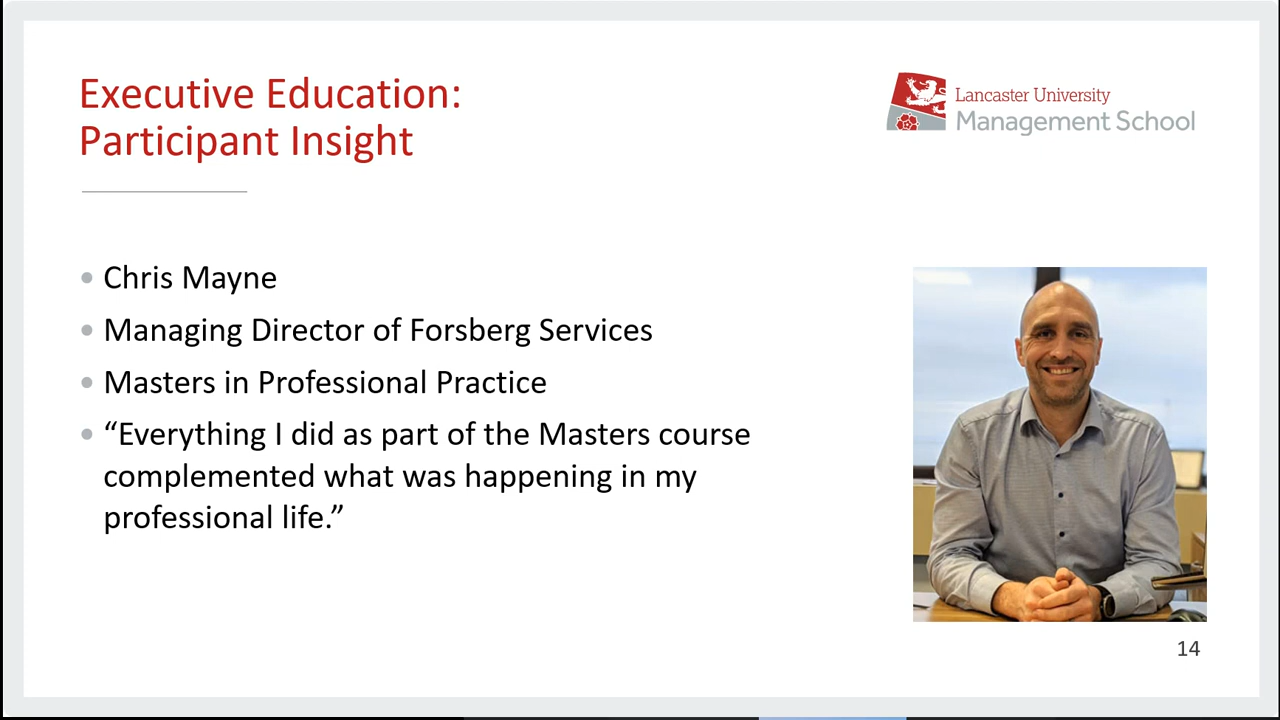 Executive Education:
Participant Insight
Lancaster University
Management School
• Chris Mayne
• Managing Director of Forsberg Services
• Masters in Professional Practice
• “Everything I did as part of the Masters course
complemented what was happening in my
professional life.”
14